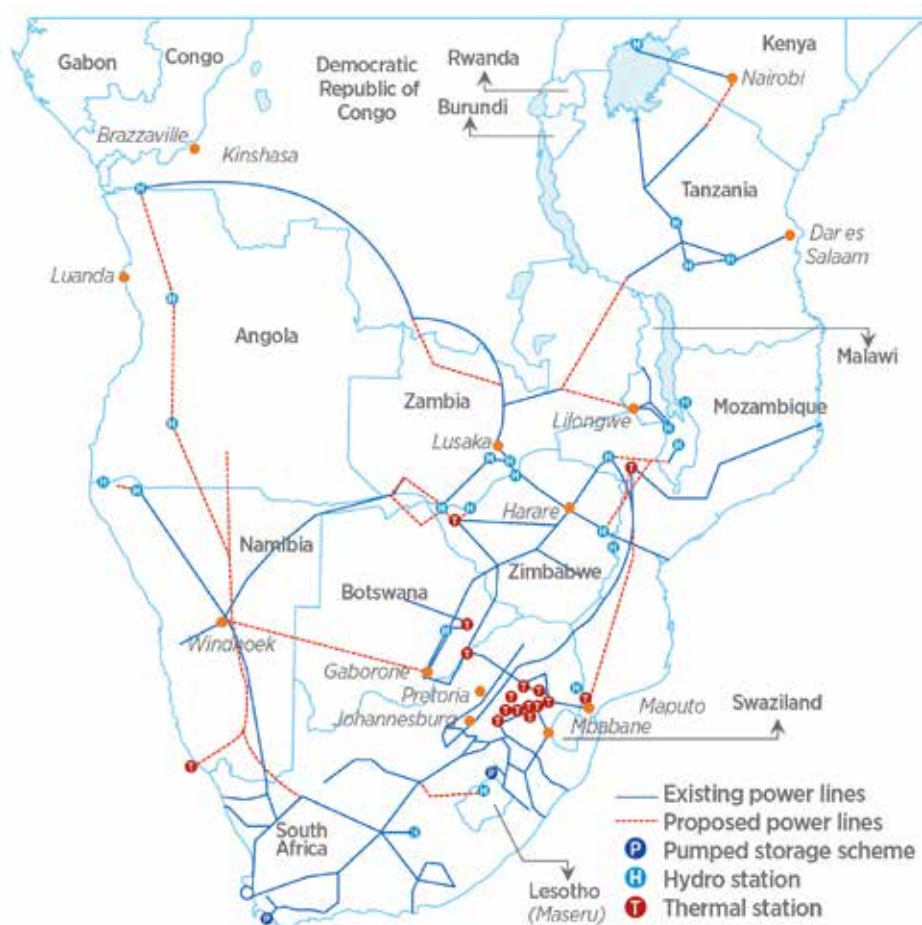 Gabon
Congo
Democratic
Republic of
Congo
Rwanda
Burundi
Kenya
Nairobi
Brazzaville
Kinshasa
Tanzania
Dar es
Salaam
Luanda
Angola
Malawi
Zambia
Lilongwe
Mozambique
Lusaka
Harare
Namibia
Zimbabwe
Botswana
Windhoek
Gaborone
Pretoria
Johannesburg
Maputo
Mbabane
Swaziland
South
Africa
Lesotho
(Maseru)
Existing power lines
Proposed power lines
P Pumped storage scheme
H Hydro station
T Thermal station